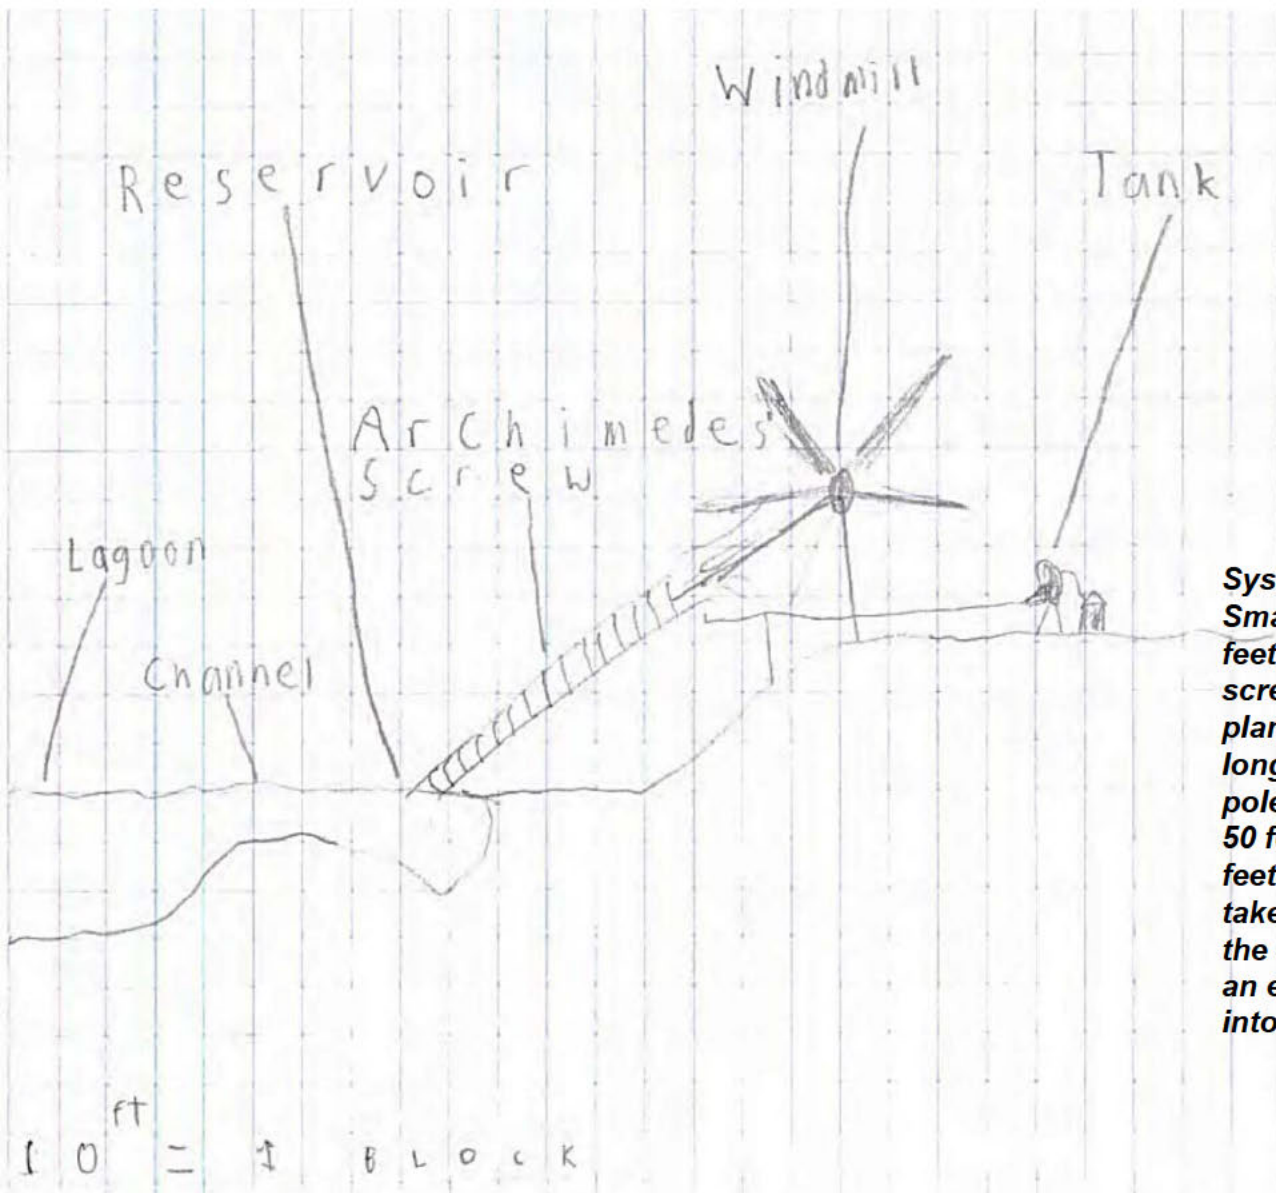 Windmill
Reservoir
Tank
Archimedes'
Screw
Lagoon
Channel
Sys
Sma
feet
scre
plan
long
pole
50 f
feet
take
the
an e
into
10 ft = 1 BLOCK